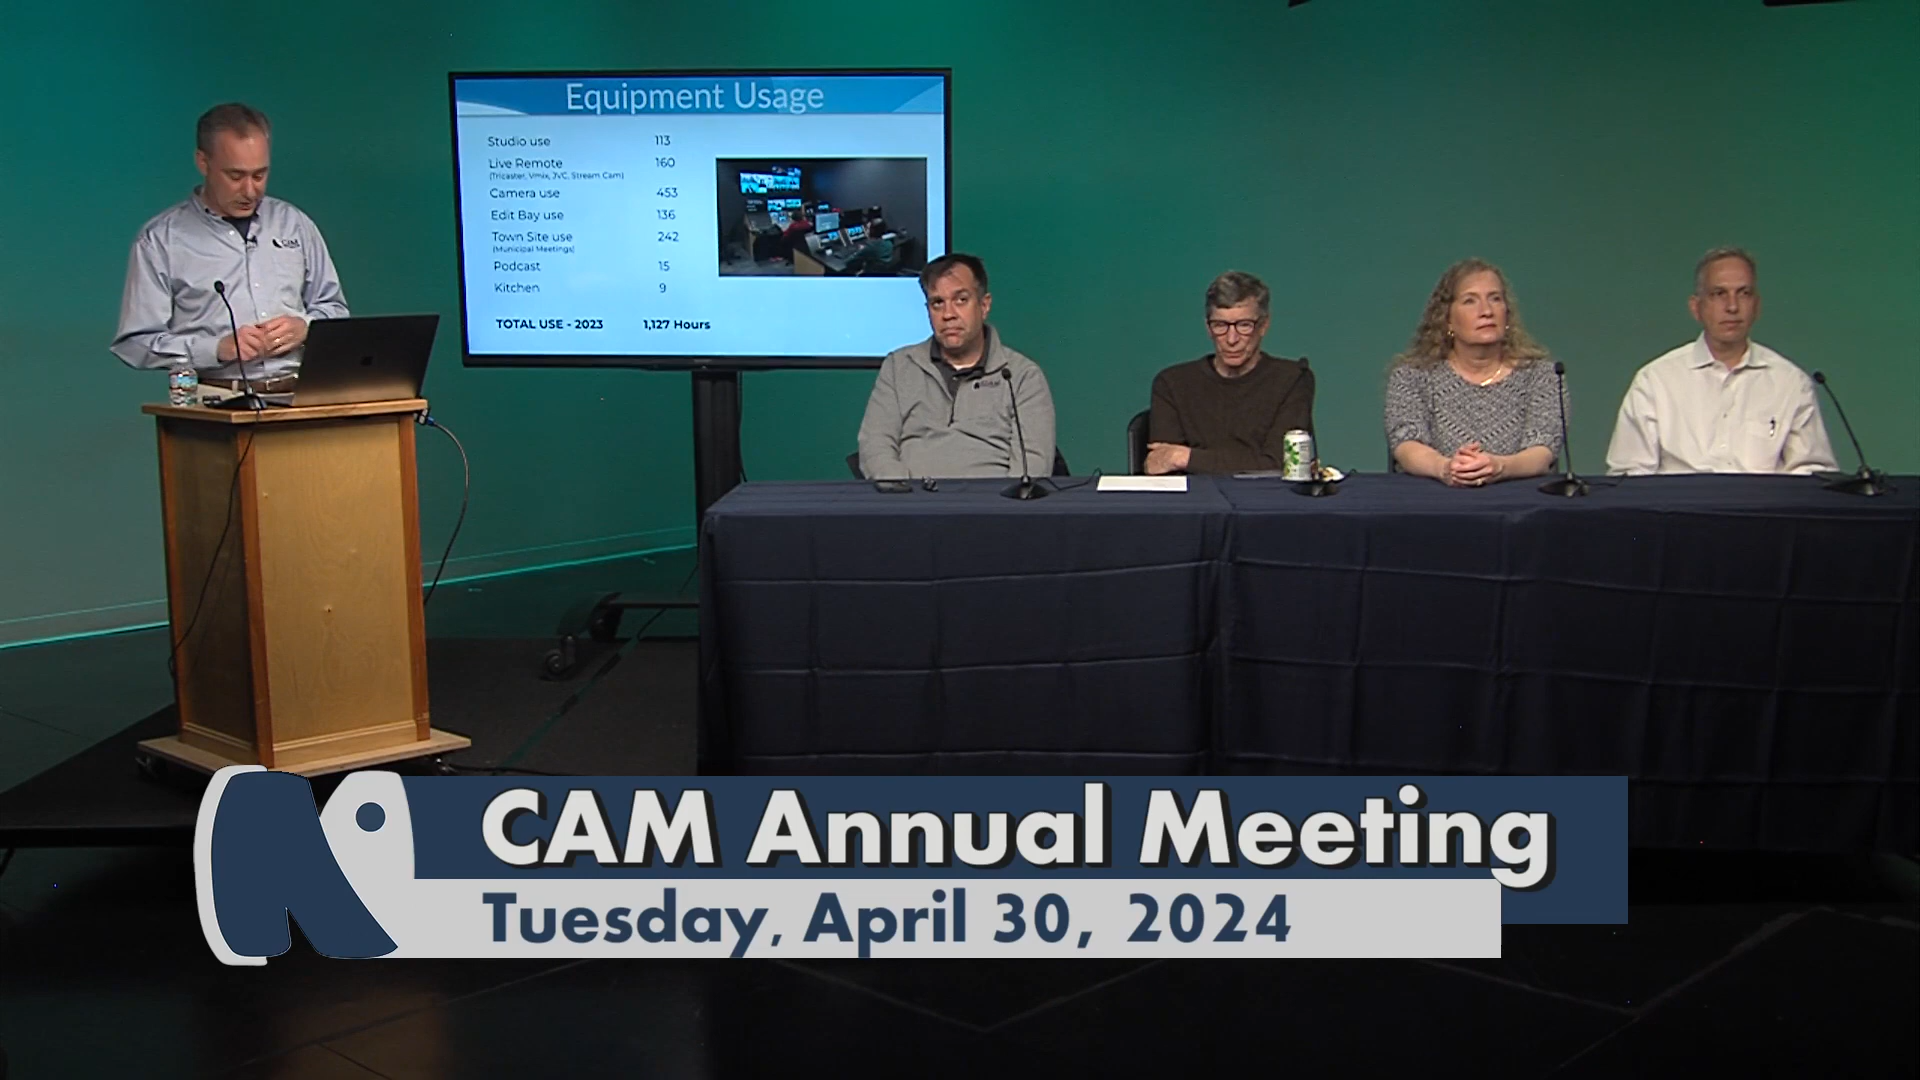 Equipment Usage
Studio use 113
Live Remote 160
(Tricaster, Vmix, JVC, Stream Cam)
Camera use 453
Edit Bay use 136
Town Site use 242
(Municipal Meetings)
Podcast 15
Kitchen 9
TOTAL USE - 2023 1,127 Hours
CAM
CAM Annual Meeting
Tuesday, April 30, 2024